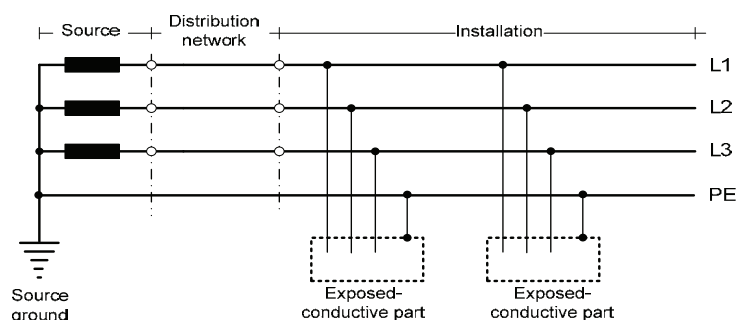 Source
Distribution
network
Installation
L1
L2
L3
PE
Source
ground
Exposed-
conductive part
Exposed-
conductive part